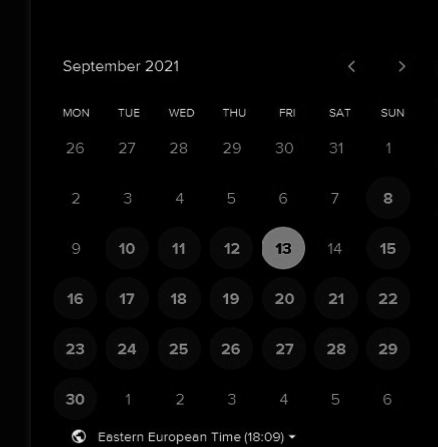 September 2021 < >
MON TUE WED THU FRI SAT SUN
26 27 28 29 30 31 1
2 3 4 5 6 7 8
9 10 11 12 13 14 15
16 17 18 19 20 21 22
23 24 25 26 27 28 29
30 1 2 3 4 5 6
Eastern European Time (18:09)